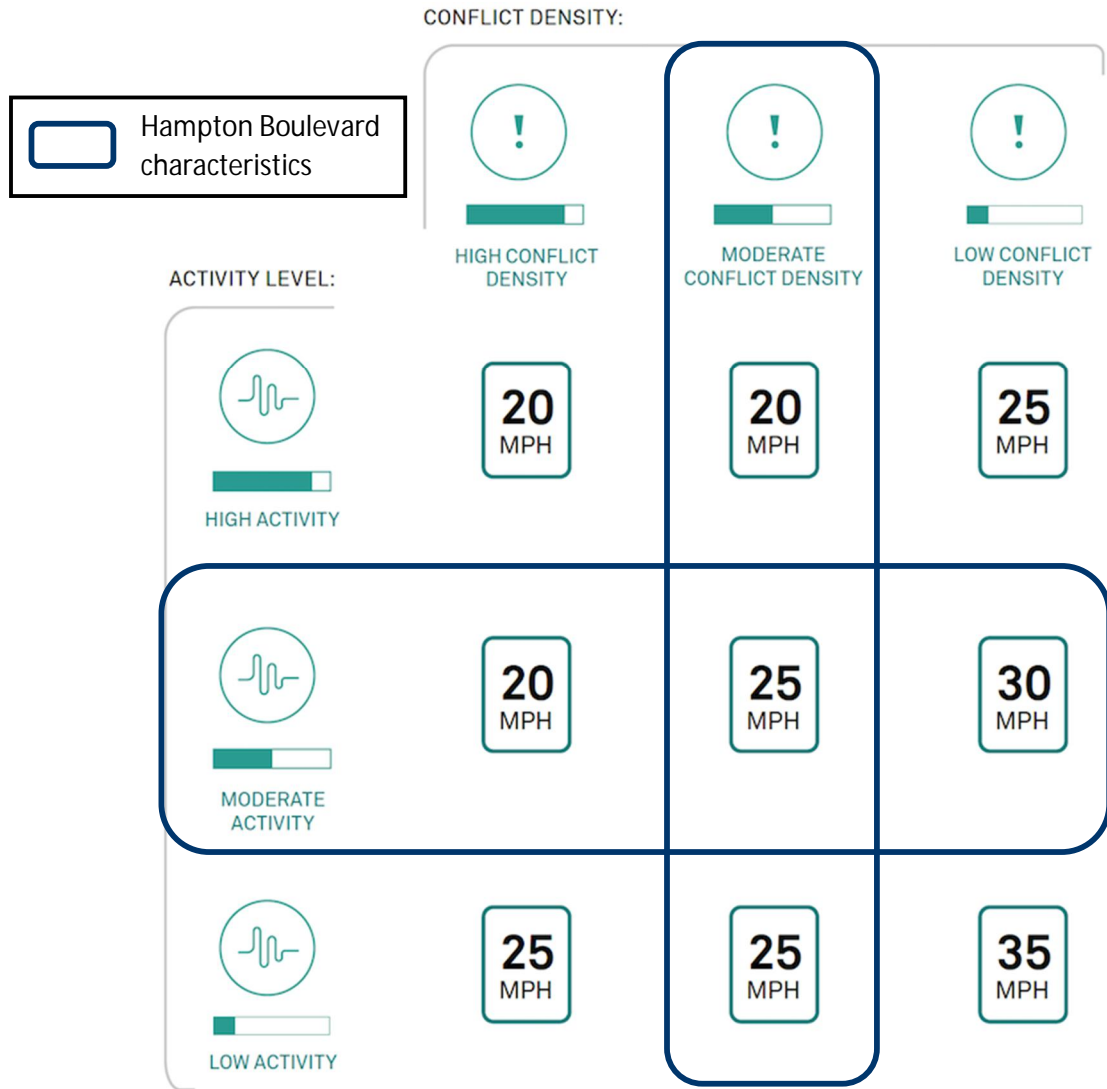 CONFLICT DENSITY:
Hampton Boulevard
characteristics
!
!
!
HIGH CONFLICT
DENSITY
MODERATE
CONFLICT DENSITY
LOW CONFLICT
DENSITY
ACTIVITY LEVEL:
HIGH ACTIVITY
20
MPH
20
MPH
25
MPH
MODERATE
ACTIVITY
20
MPH
25
MPH
30
MPH
LOW ACTIVITY
25
MPH
25
MPH
35
MPH